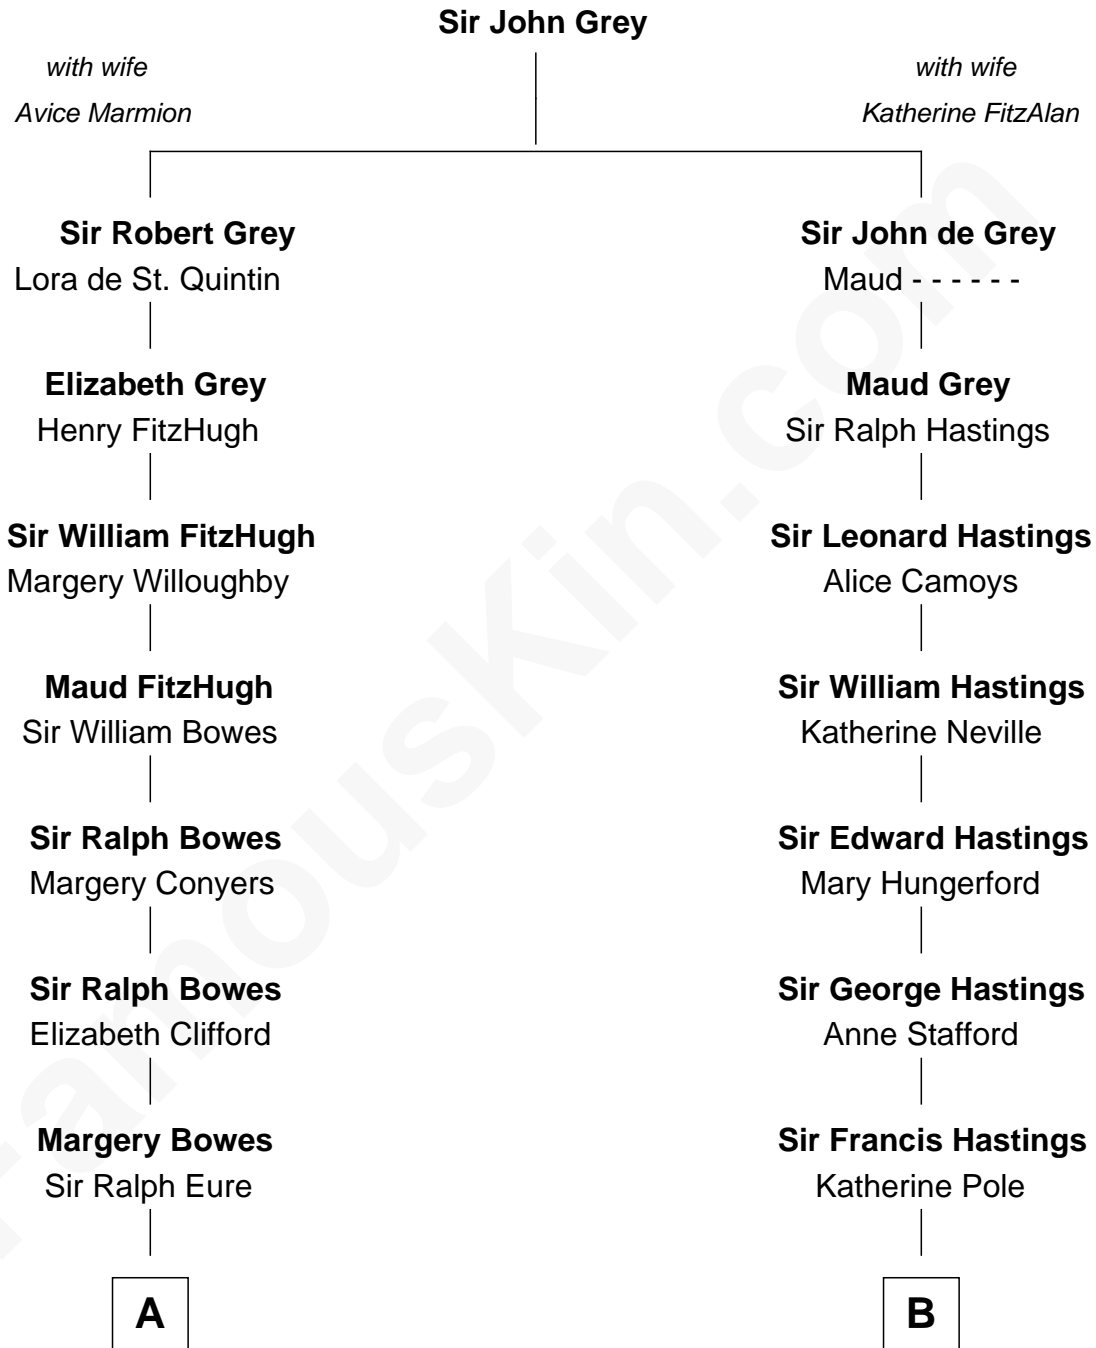 Sir John Grey
with wife
Avice Marmion
with wife
Katherine FitzAlan
Sir Robert Grey
Lora de St. Quintin
Sir John de Grey
Maud - - - - - -
Elizabeth Grey
Henry FitzHugh
Maud Grey
Sir Ralph Hastings
Sir William FitzHugh
Margery Willoughby
Sir Leonard Hastings
Alice Camoys
Maud FitzHugh
Sir William Bowes
Sir William Hastings
Katherine Neville
Sir Ralph Bowes
Margery Conyers
Sir Edward Hastings
Mary Hungerford
Sir Ralph Bowes
Elizabeth Clifford
Sir George Hastings
Anne Stafford
Margery Bowes
Sir Ralph Eure
Sir Francis Hastings
Katherine Pole
A
B
FamousKin.com